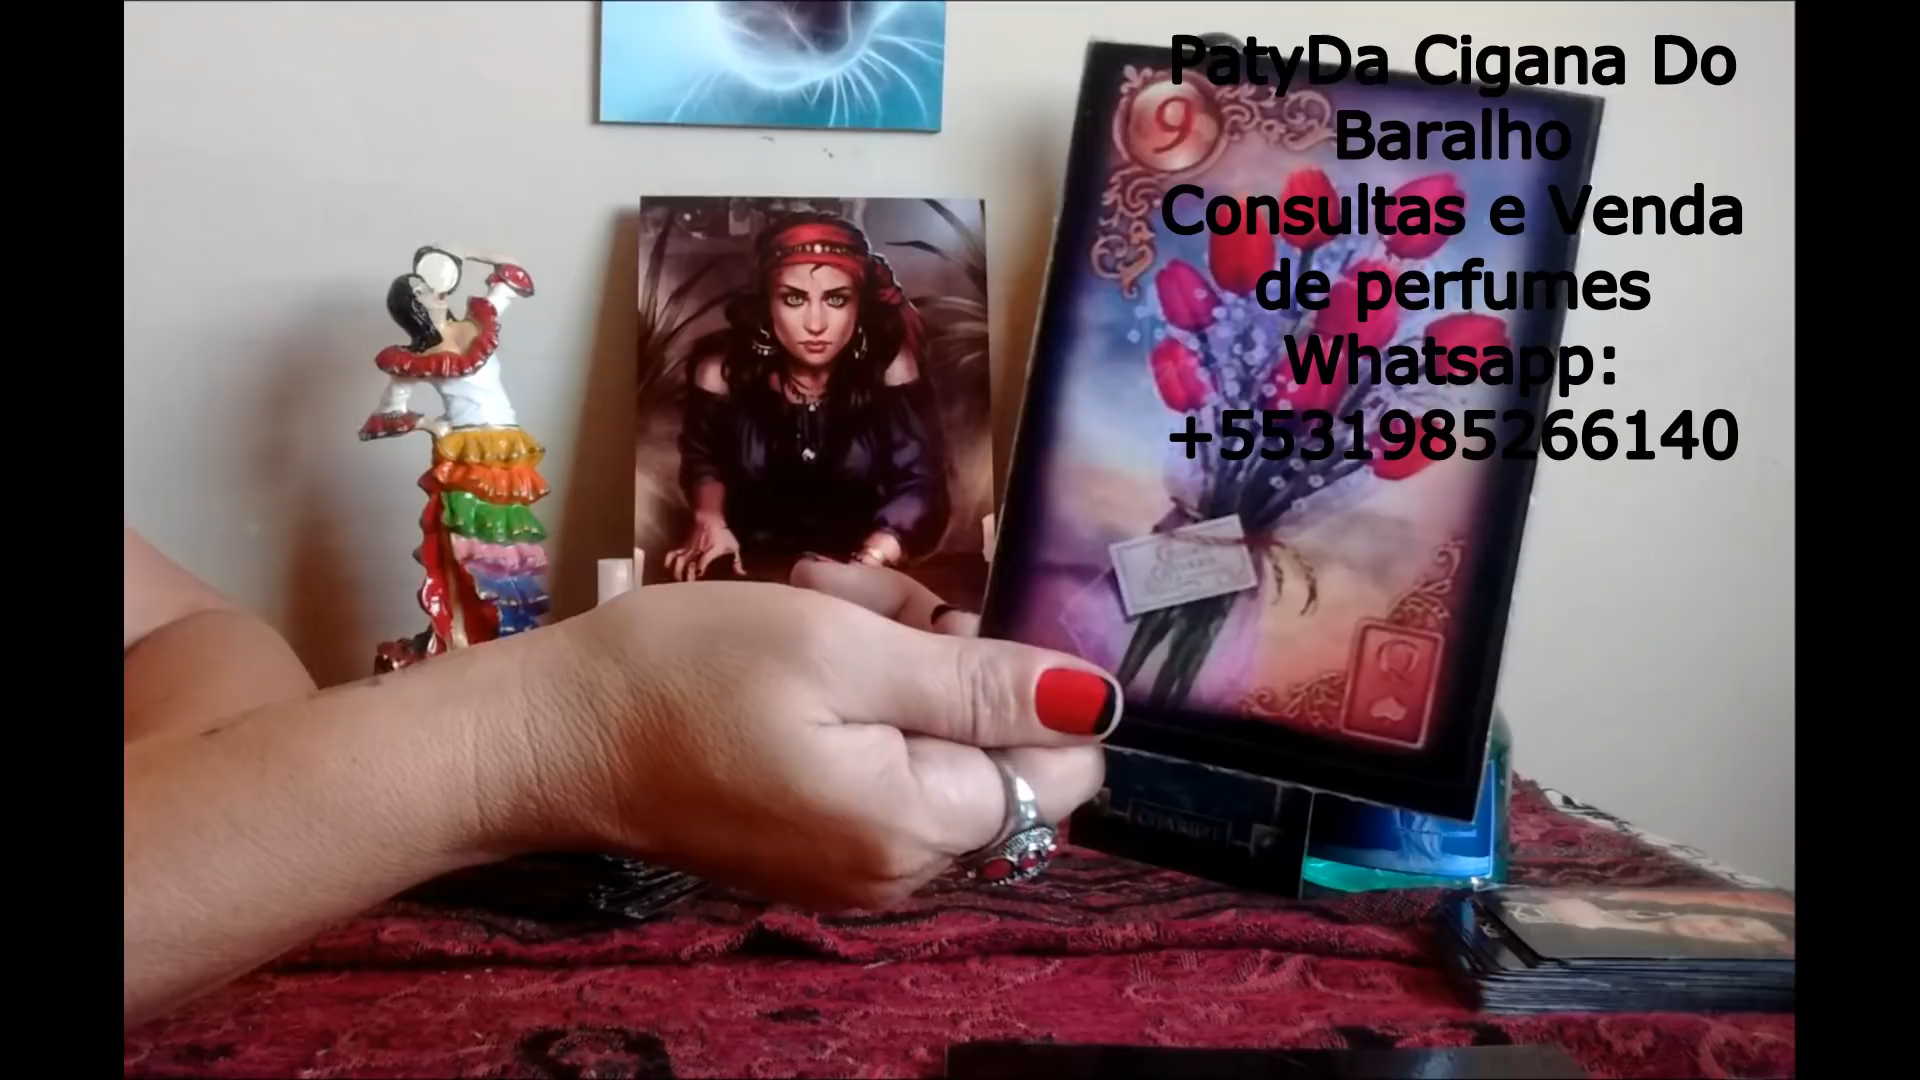 PatyDa Cigana Do
Baralho
Consultas e Venda
de perfumes
Whatsapp:
+5531985266140
9
Q